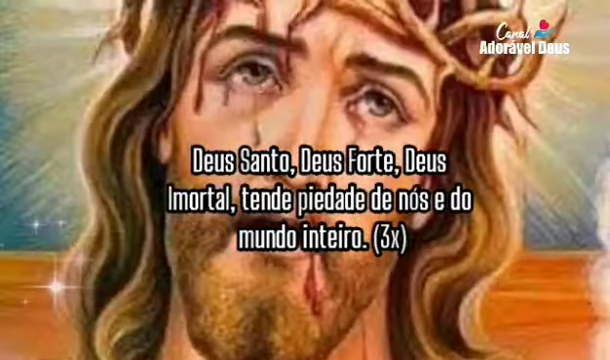 Canal
Adorável Deus
Deus Santo, Deus Forte, Deus
Imortal, tende piedade de nós e do
mundo inteiro. (3x)